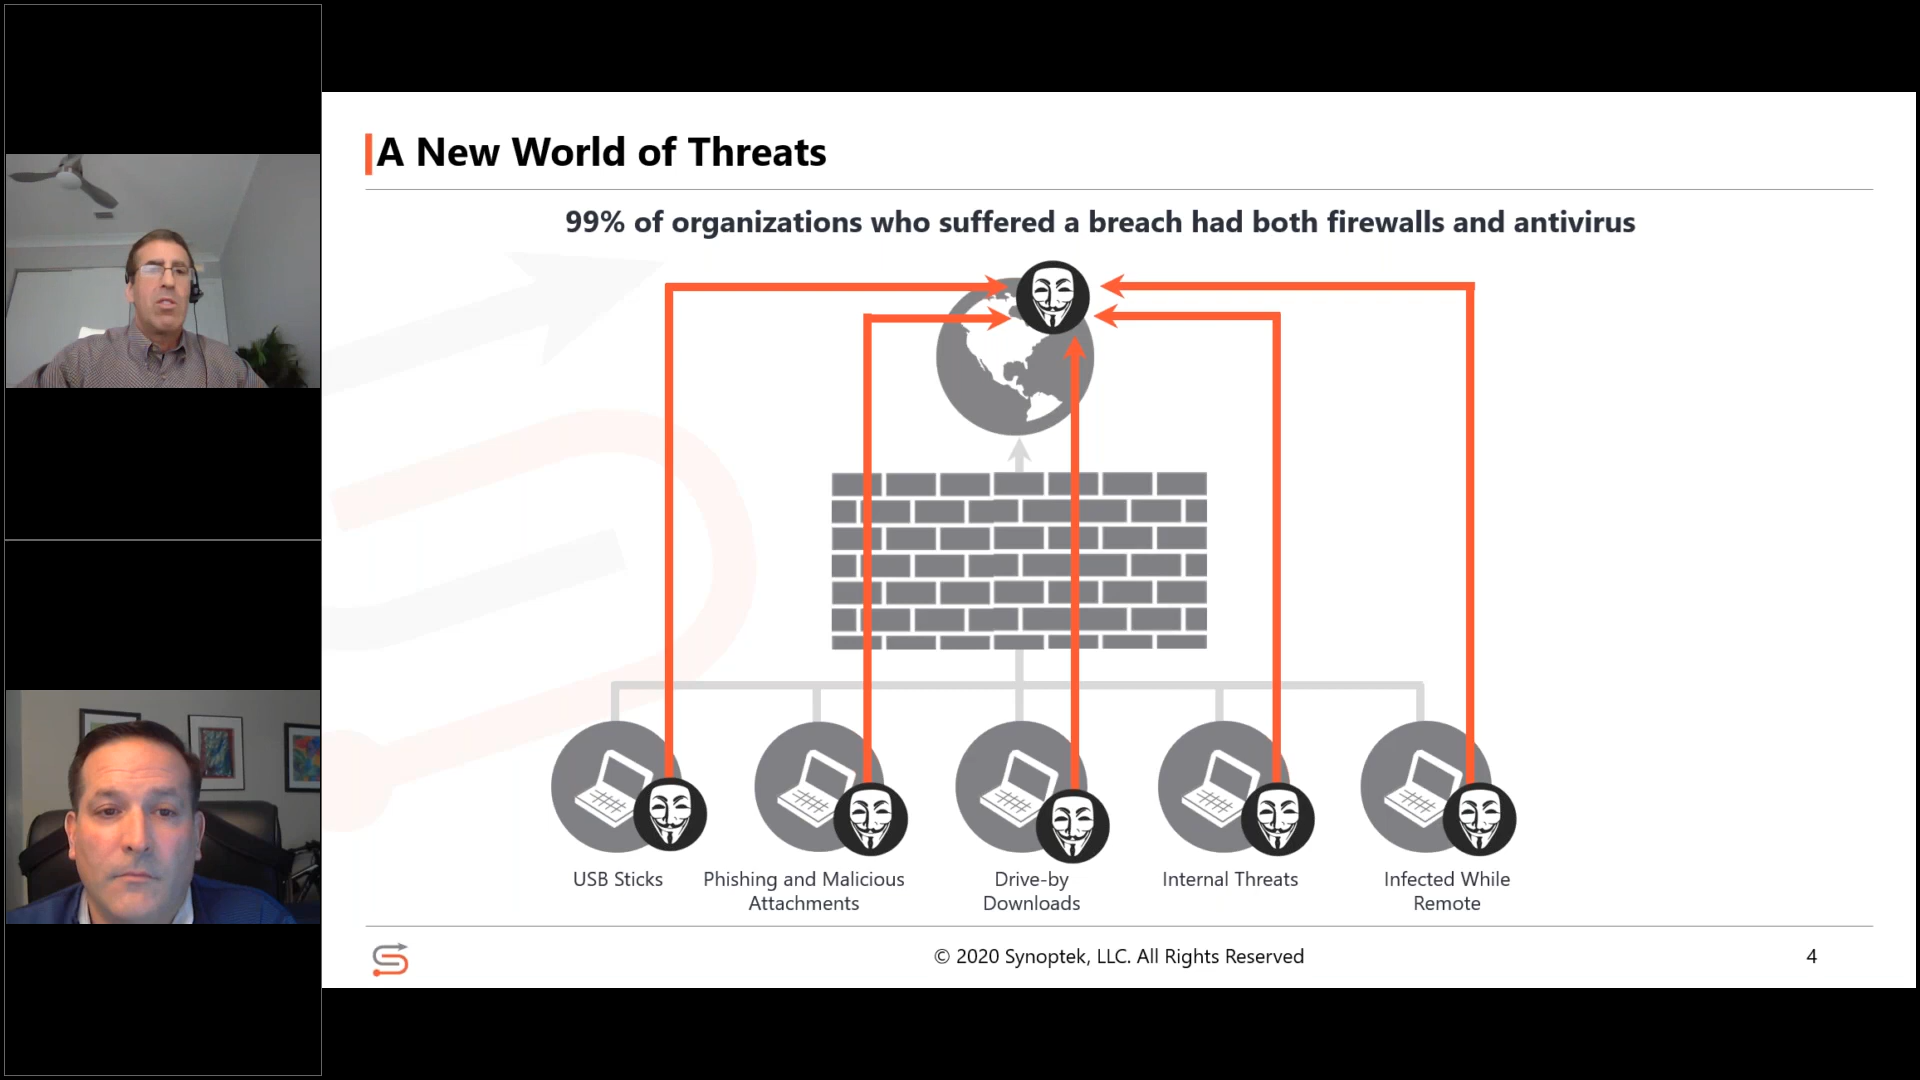 A New World of Threats
99% of organizations who suffered a breach had both firewalls and antivirus
USB Sticks
Phishing and Malicious
Attachments
Drive-by
Downloads
Internal Threats
Infected While
Remote
© 2020 Synoptek, LLC. All Rights Reserved
4